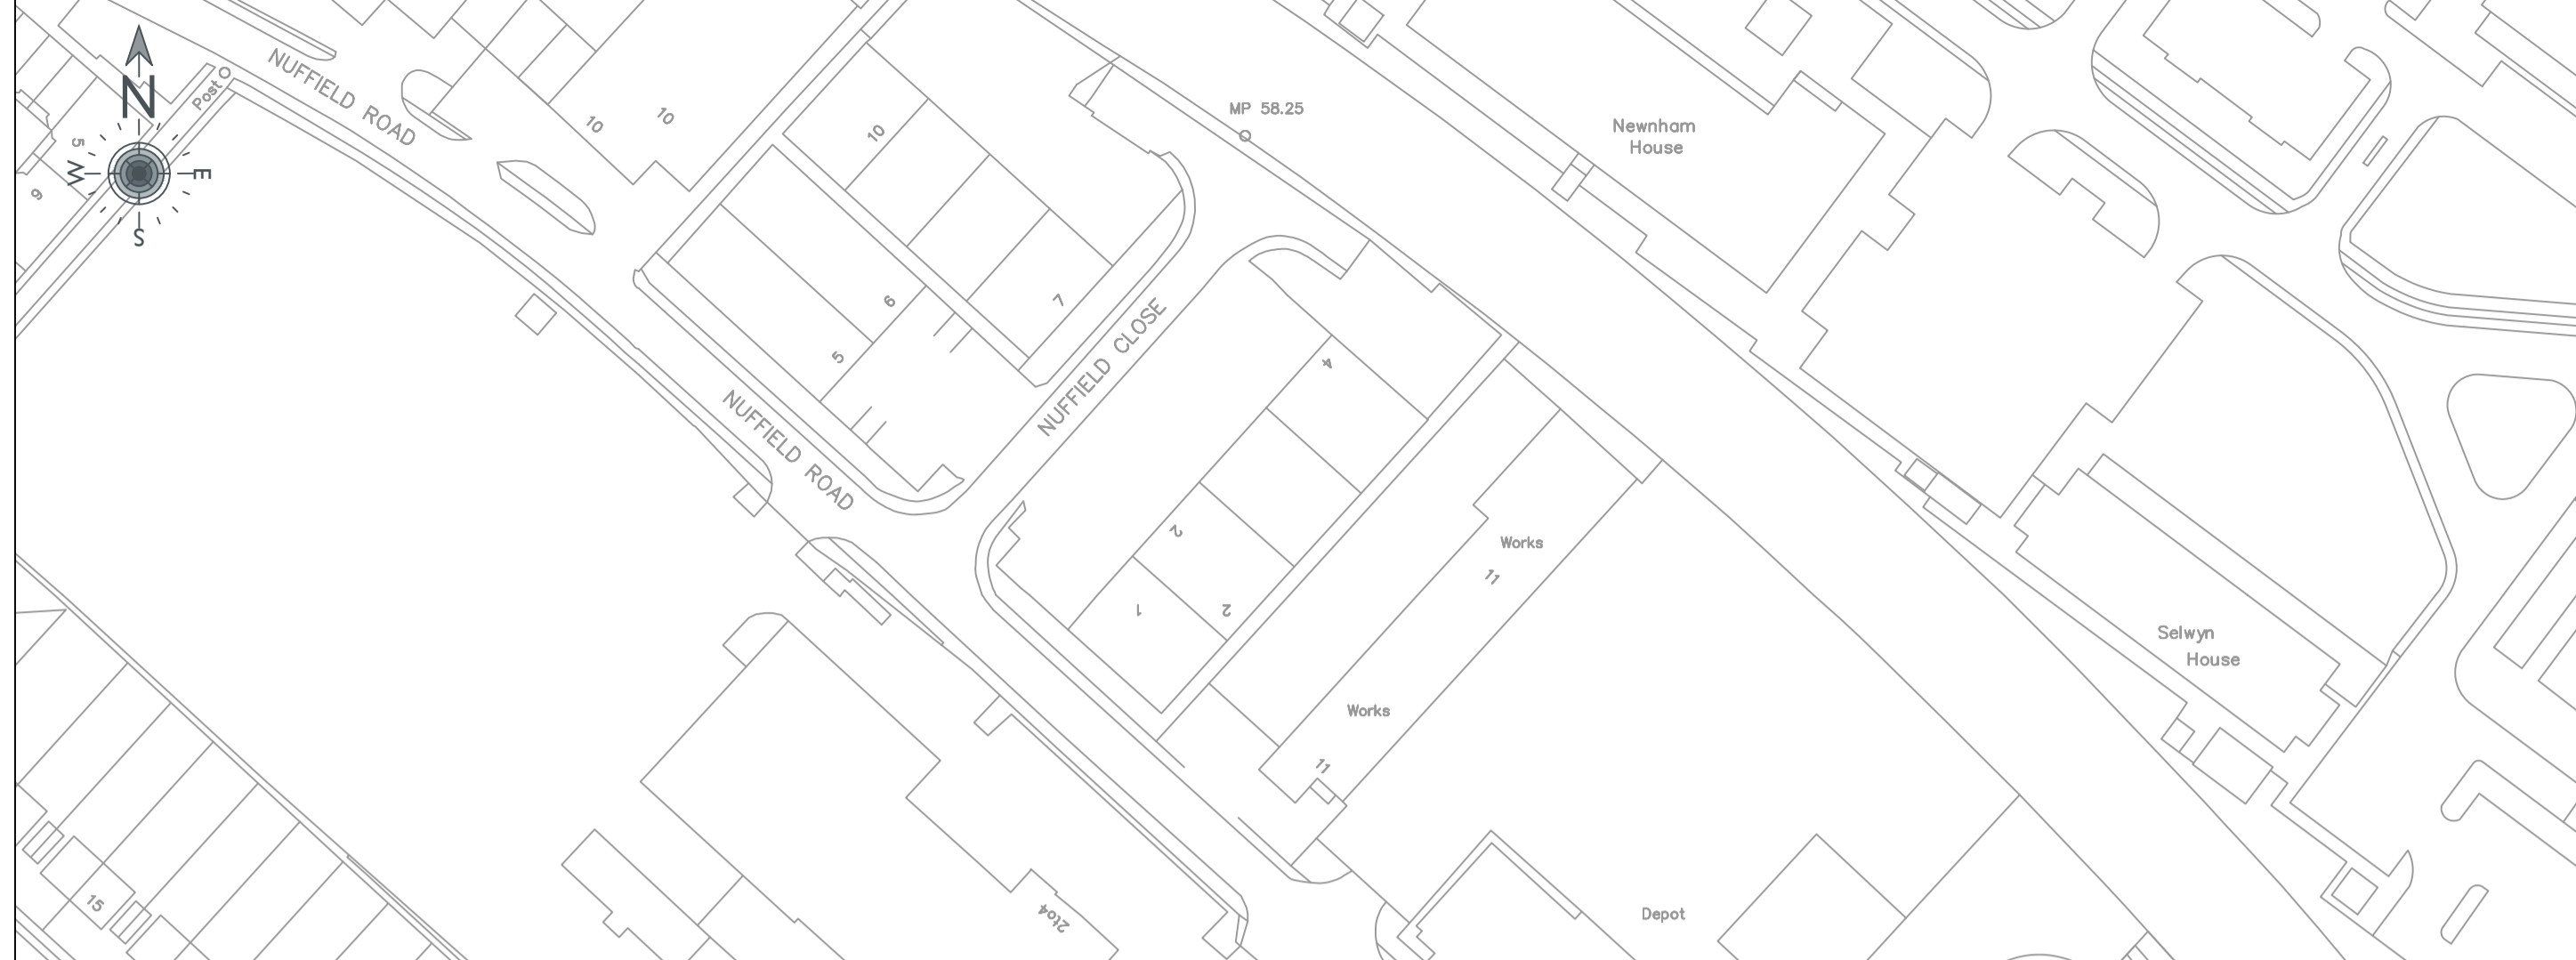 N
W
E
S
Post
5
9
NUFFIELD ROAD
10
10
10
MP 58.25
Newnham
House
6
5
7
NUFFIELD CLOSE
NUFFIELD ROAD
4
2
1
2
Works
11
Works
11
Selwyn
House
15
2to4
Depot